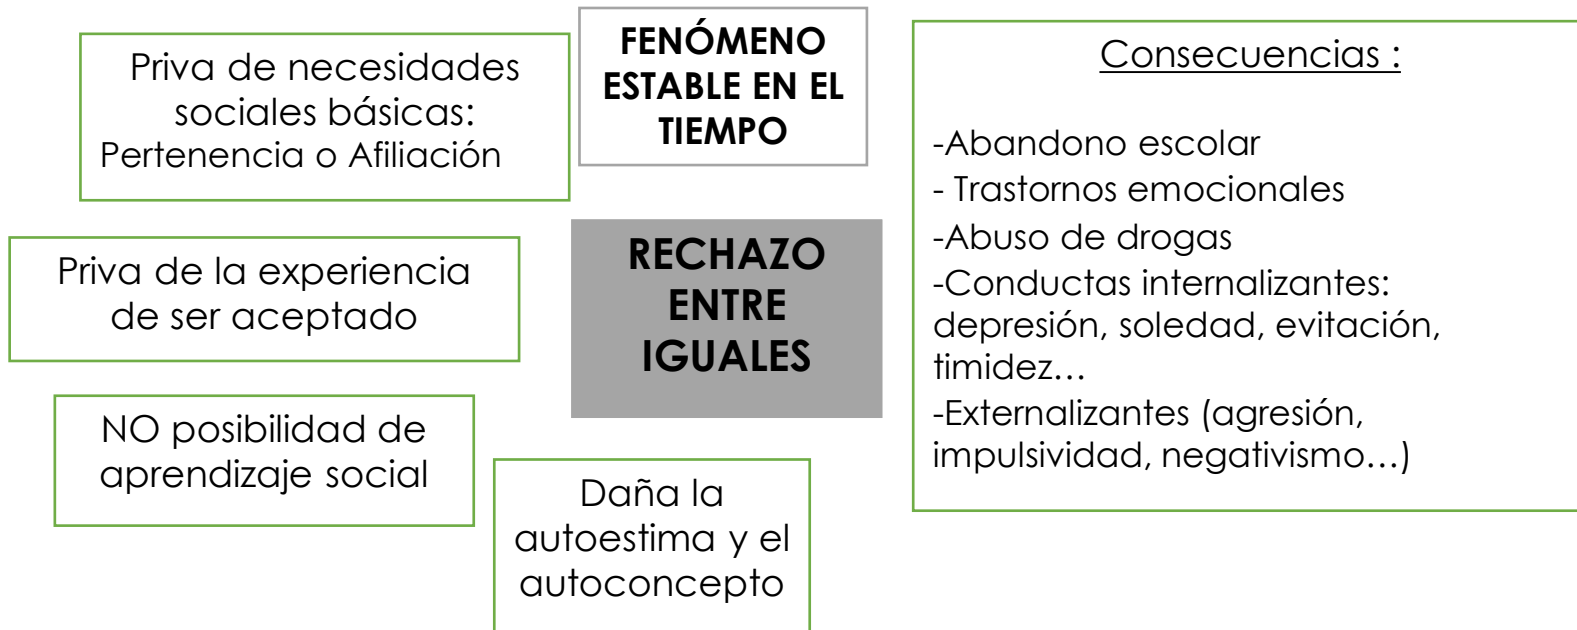 Priva de necesidades
sociales básicas:
Pertenencia o Afiliación
FENÓMENO
ESTABLE EN EL
TIEMPO
Priva de la experiencia
de ser aceptado
RECHAZO
ENTRE
IGUALES
NO posibilidad de
aprendizaje social
Daña la
autoestima y el
autoconcepto
Consecuencias :
-Abandono escolar
- Trastornos emocionales
-Abuso de drogas
-Conductas internalizantes:
depresión, soledad, evitación,
timidez…
-Externalizantes (agresión,
impulsividad, negativismo…)